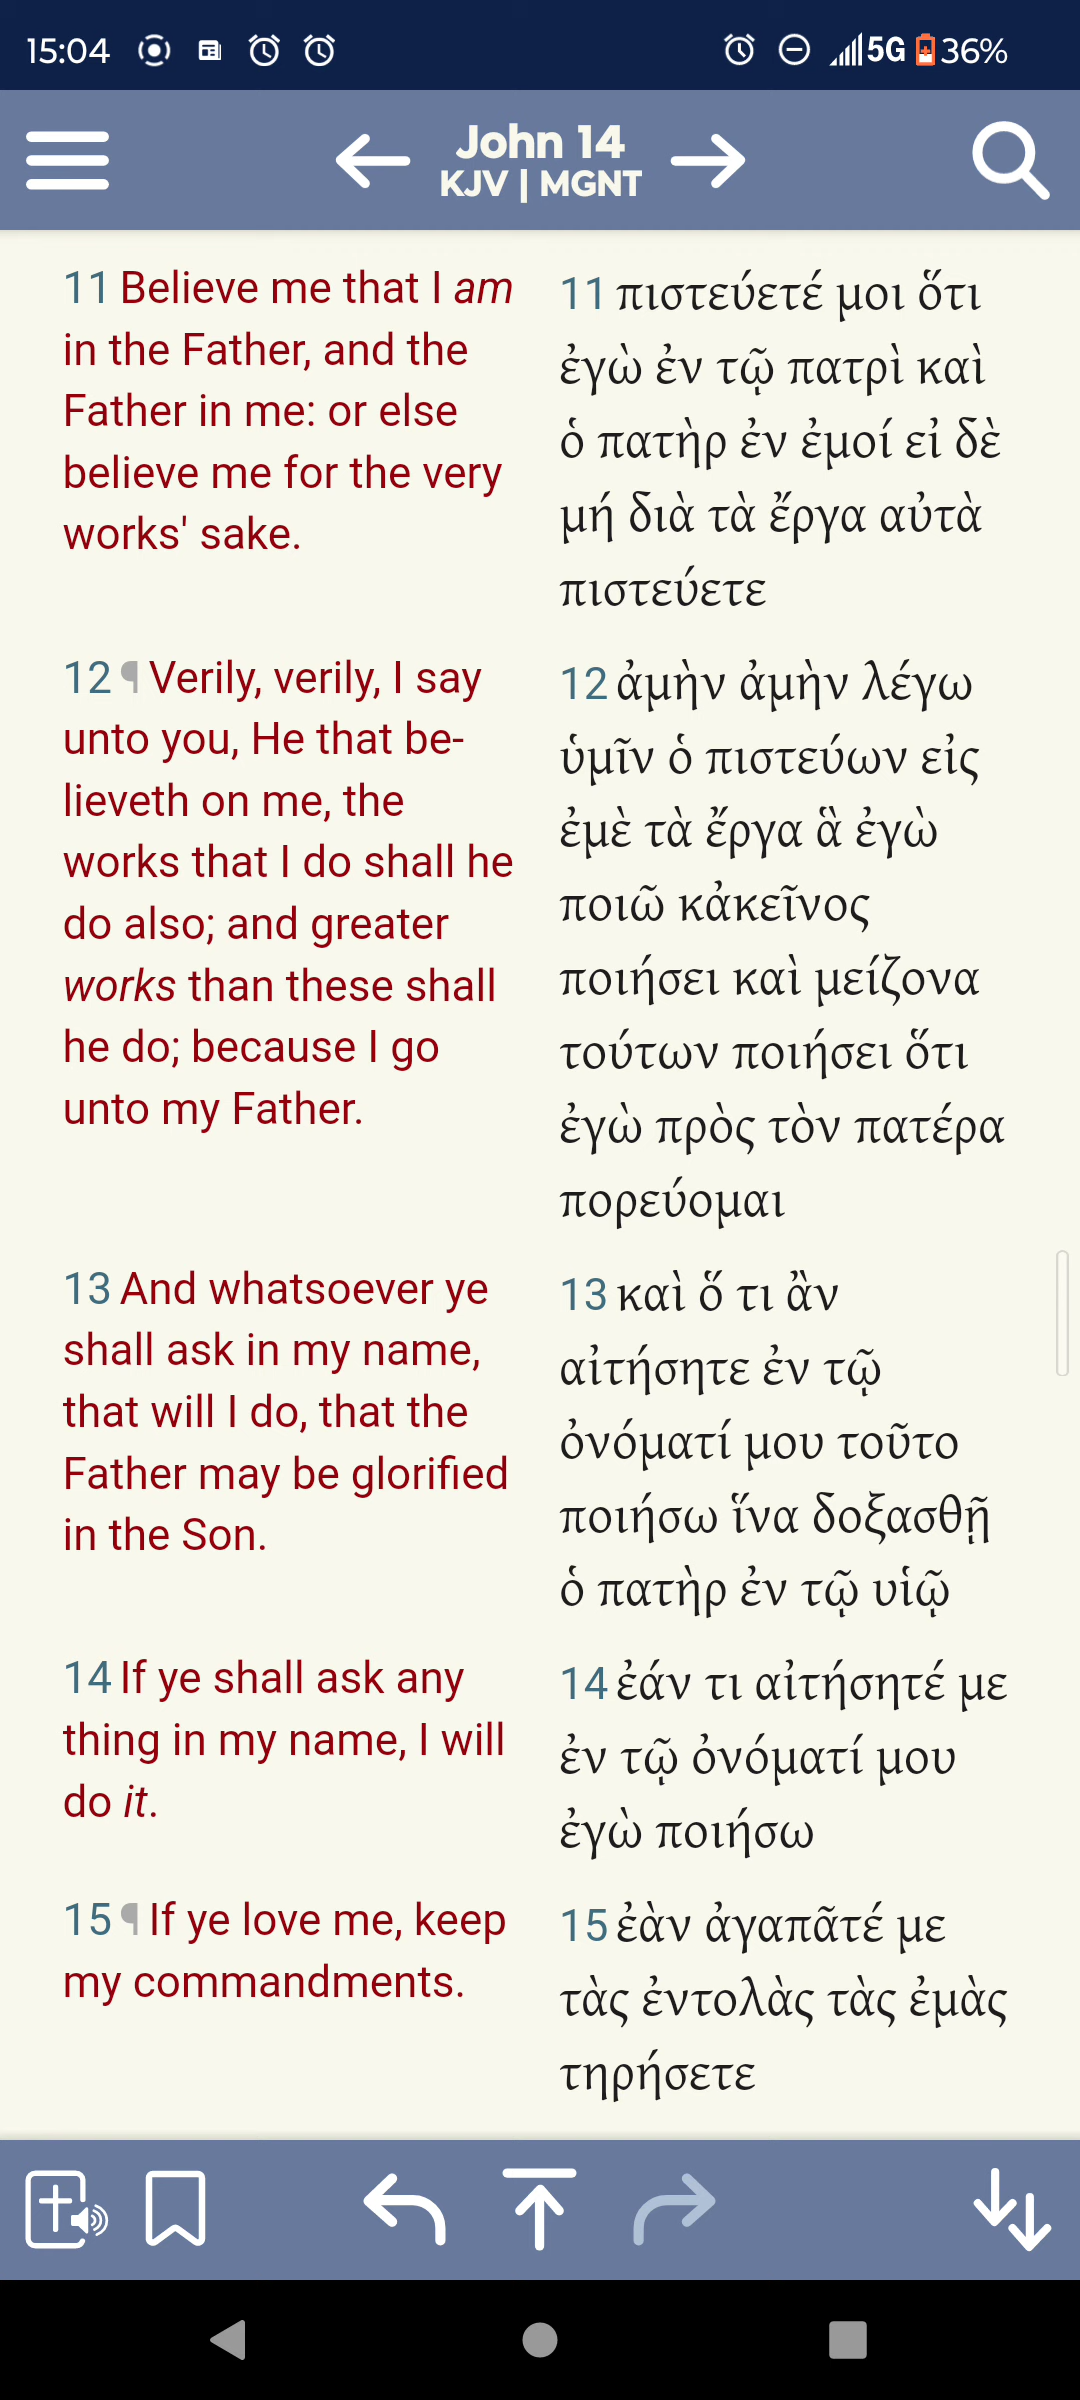 15:04
5G 36%
John 14
KJV | MGNT
11 Believe me that I am
in the Father, and the
Father in me: or else
believe me for the very
works' sake.
11 πιστεύετέ μοι ὅτι
ἐγὼ ἐν τῷ πατρὶ καὶ
ὁ πατὴρ ἐν ἐμοί εἰ δὲ
μή διὰ τὰ ἔργα αὐτὰ
πιστεύετε
12 ¶ Verily, verily, I say
unto you, He that be-
lieveth on me, the
works that I do shall he
do also; and greater
works than these shall
he do; because I go
unto my Father.
12 ἀμὴν ἀμὴν λέγω
ὑμῖν ὁ πιστεύων εἰς
ἐμὲ τὰ ἔργα ἃ ἐγὼ
ποιῶ κἀκεῖνος
ποιήσει καὶ μείζονα
τούτων ποιήσει ὅτι
ἐγὼ πρὸς τὸν πατέρα
πορεύομαι
13 And whatsoever ye
shall ask in my name,
that will I do, that the
Father may be glorified
in the Son.
13 καὶ ὅ τι ἂν
αἰτήσητε ἐν τῷ
ὀνόματί μου τοῦτο
ποιήσω ἵνα δοξασθῇ
ὁ πατὴρ ἐν τῷ υἱῷ
14 If ye shall ask any
thing in my name, I will
do it.
14 ἐάν τι αἰτήσητέ με
ἐν τῷ ὀνόματί μου
ἐγὼ ποιήσω
15 ¶ If ye love me, keep
my commandments.
15 ἐὰν ἀγαπᾶτέ με
τὰς ἐντολὰς τὰς ἐμὰς
τηρήσετε